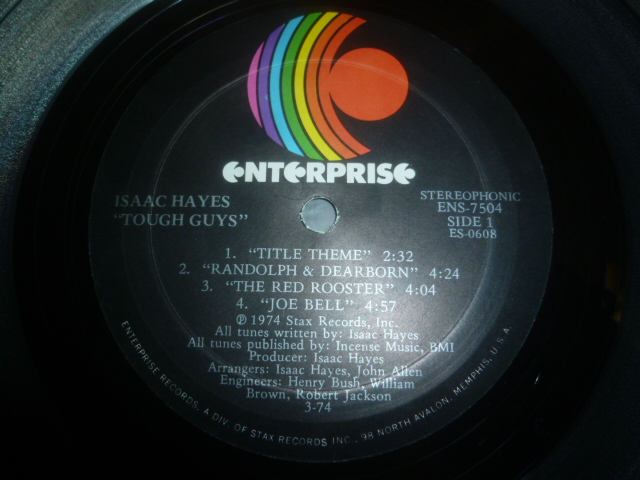 ENTERPRISE
ISAAC HAYES
"TOUGH GUYS"
STEREOPHONIC
ENS-7504
SIDE 1
ES-0608
1. "TITLE THEME" 2:32
2. "RANDOLPH & DEARBORN" 4:24
3. "THE RED ROOSTER" 4:04
4. "JOE BELL" 4:57
℗ 1974 Stax Records, Inc.
All tunes written by: Isaac Hayes
All tunes published by: Incense Music, BMI
Producer: Isaac Hayes
Arrangers: Isaac Hayes, John Allen
Engineers: Henry Bush, William
Brown, Robert Jackson
3-74
ENTERPRISE RECORDS, A DIV. OF STAX RECORDS INC., 98 NORTH AVALON, MEMPHIS, U.S.A.